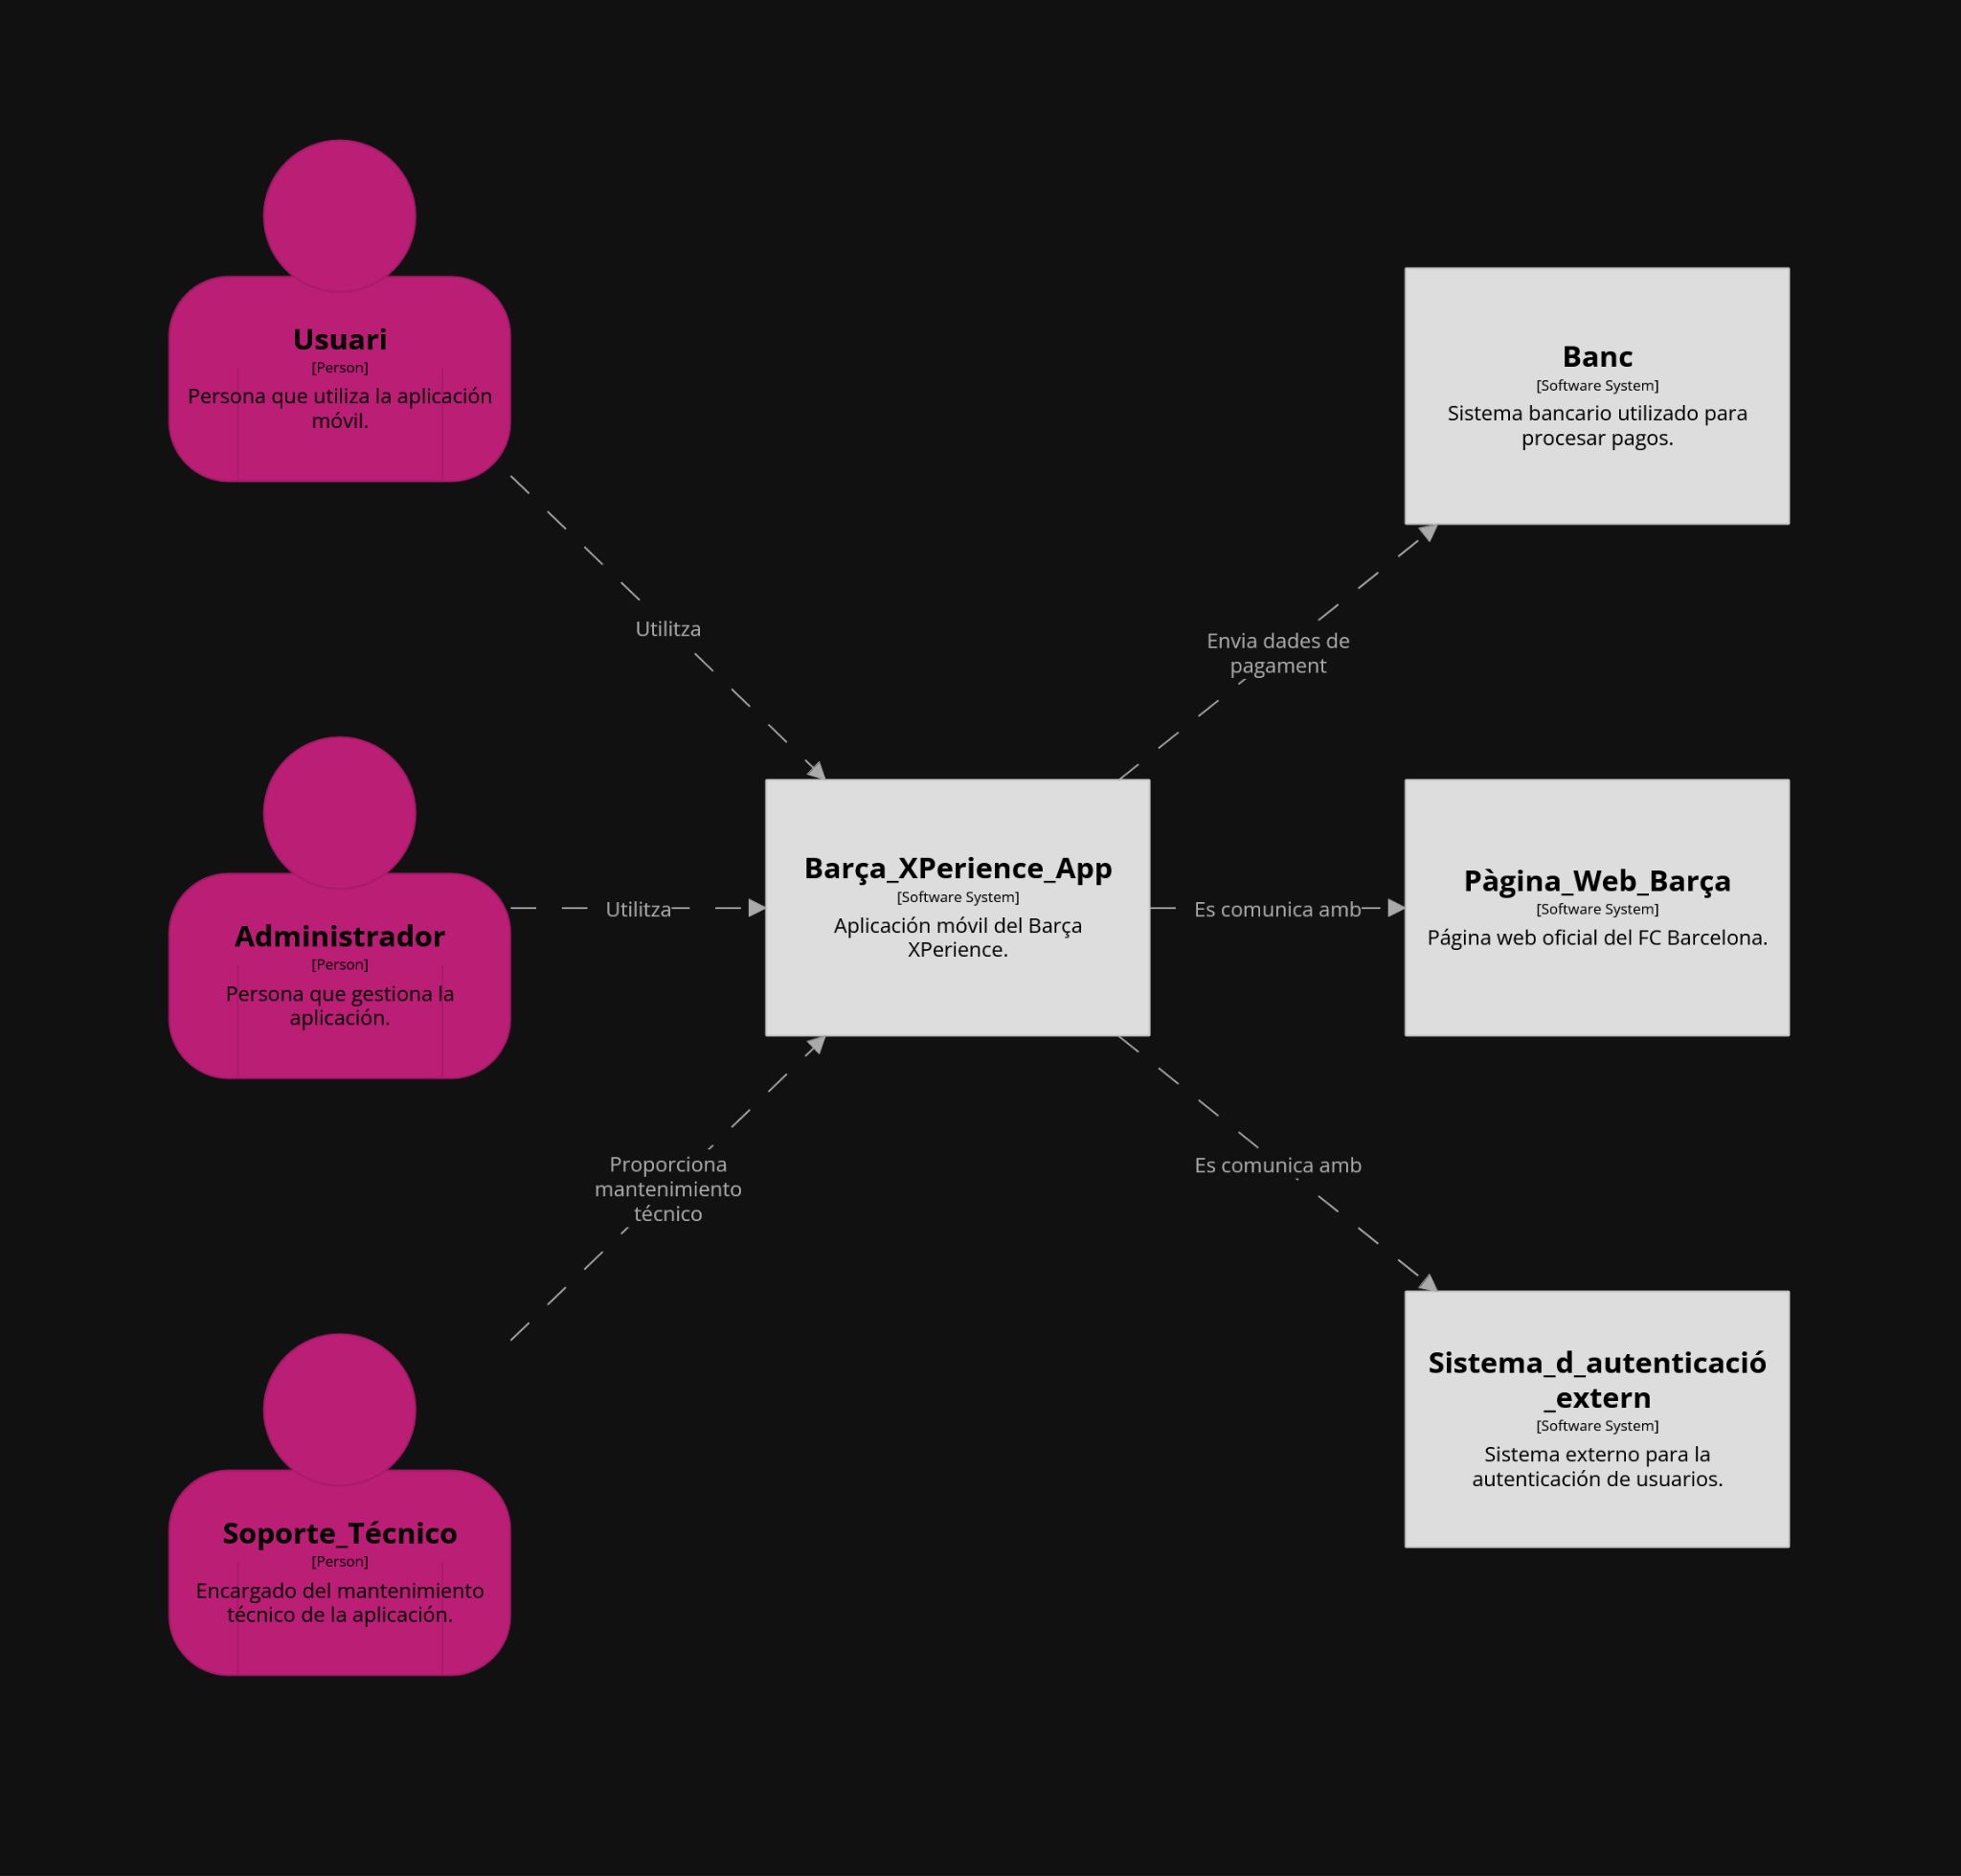 Usuari
[Person]
Persona que utiliza la aplicación
móvil.
Banc
[Software System]
Sistema bancario utilizado para
procesar pagos.
Utilitza
Envia dades de
pagament
Administrador
[Person]
Persona que gestiona la
aplicación.
Utilitza
Barça_XPerience_App
[Software System]
Aplicación móvil del Barça
XPerience.
Es comunica amb
Pàgina_Web_Barça
[Software System]
Página web oficial del FC Barcelona.
Proporciona
mantenimiento
técnico
Es comunica amb
Soporte_Técnico
[Person]
Encargado del mantenimiento
técnico de la aplicación.
Sistema_d_autenticació
_extern
[Software System]
Sistema externo para la
autenticación de usuarios.